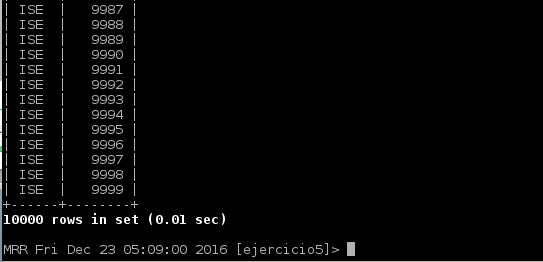 | ISE  |   9987 |
| ISE  |   9988 |
| ISE  |   9989 |
| ISE  |   9990 |
| ISE  |   9991 |
| ISE  |   9992 |
| ISE  |   9993 |
| ISE  |   9994 |
| ISE  |   9995 |
| ISE  |   9996 |
| ISE  |   9997 |
| ISE  |   9998 |
| ISE  |   9999 |
+------+--------+
10000 rows in set (0.01 sec)
MRR Fri Dec 23 05:09:00 2016 [ejercicio5]>